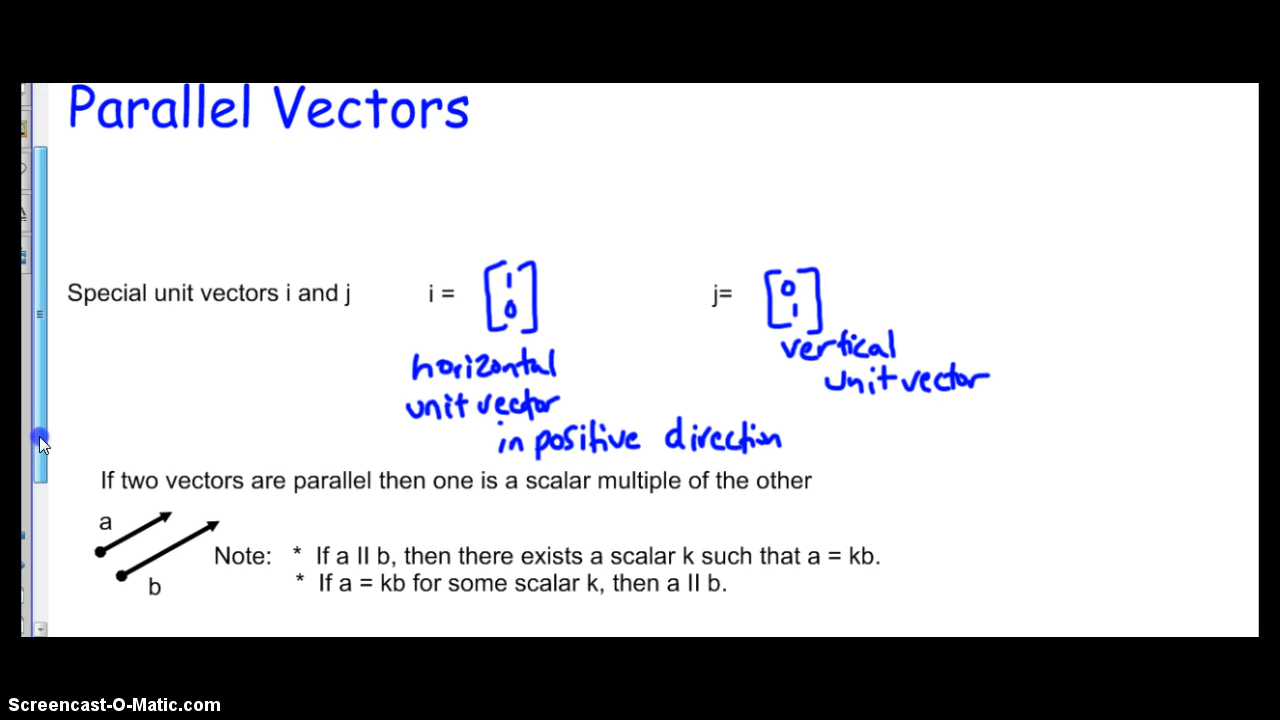 Parallel Vectors
Special unit vectors i and j i = [1 0] j= [0 1]
horizontal
unit vector
in positive direction
vertical
unit vector
If two vectors are parallel then one is a scalar multiple of the other
a
b
Note: * If a ll b, then there exists a scalar k such that a = kb.
* If a = kb for some scalar k, then a ll b.
Screencast-O-Matic.com